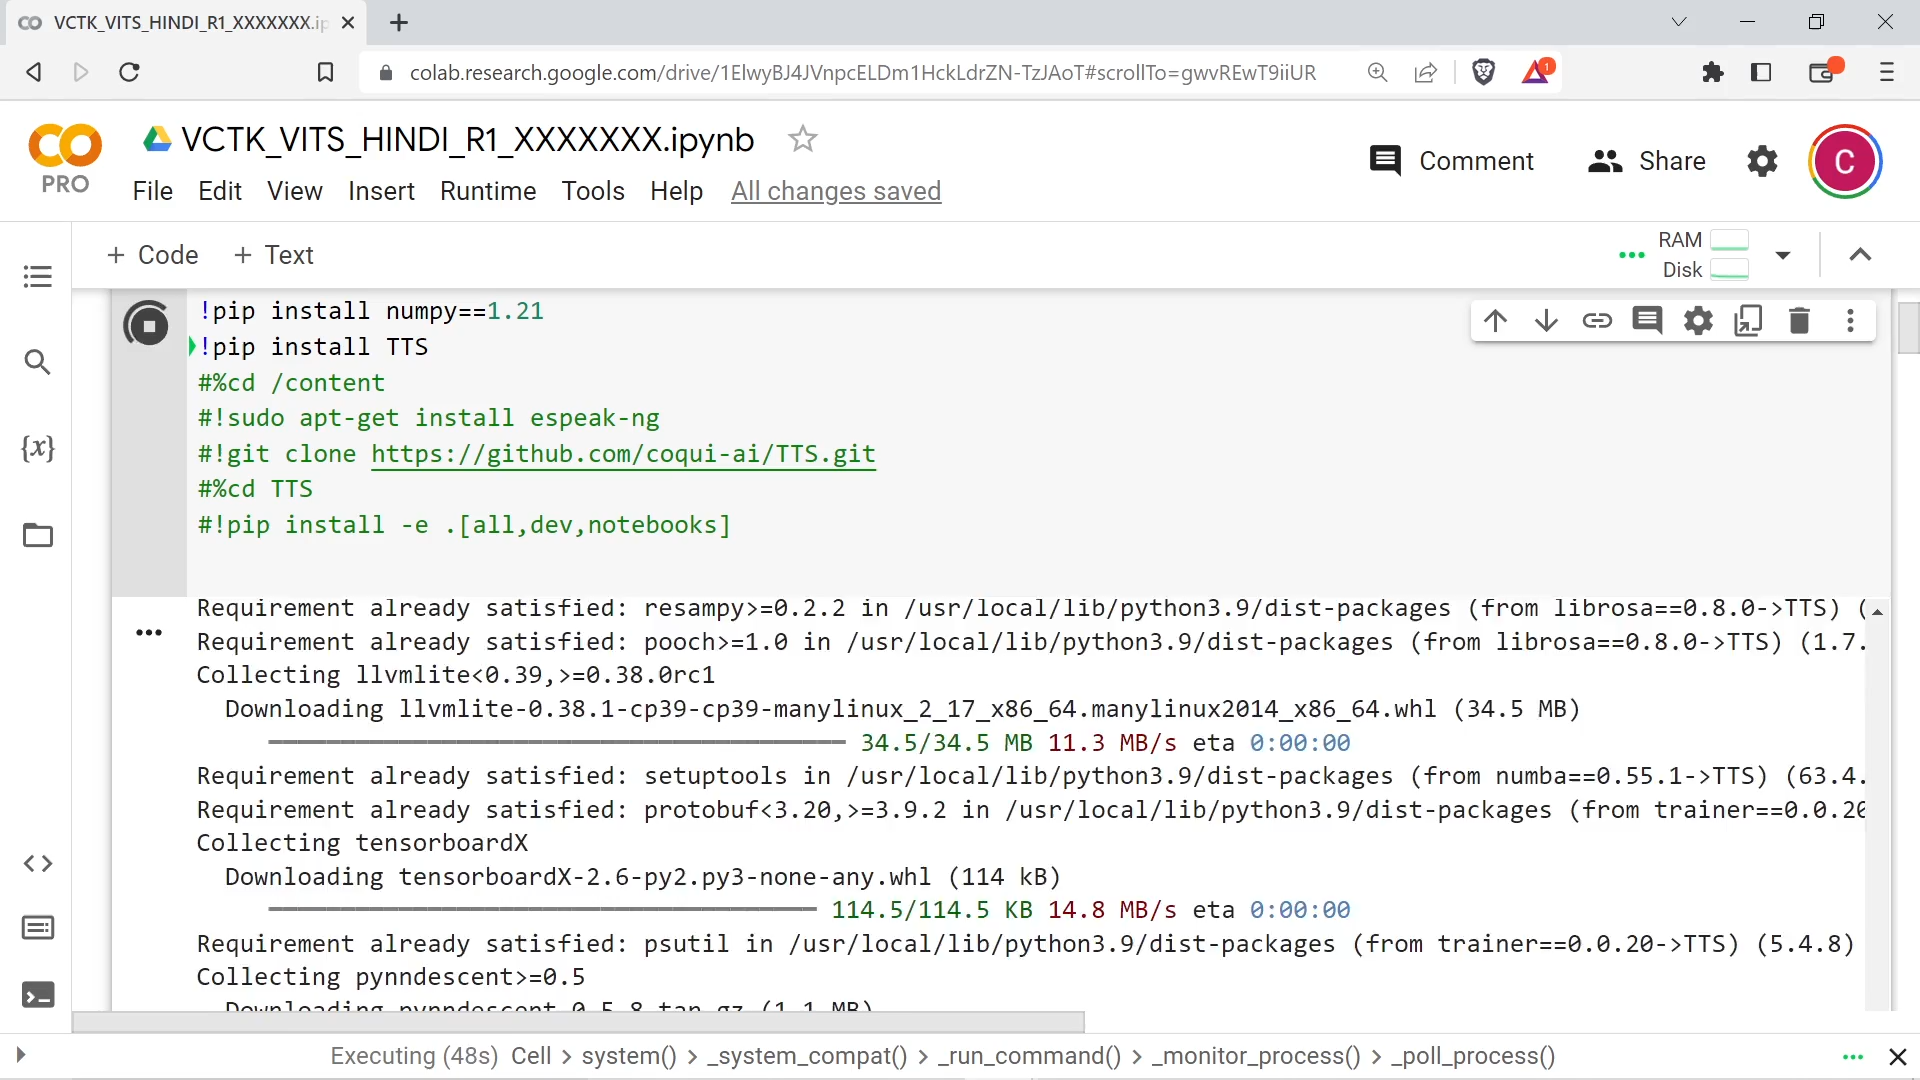 VCTK_VITS_HINDI_R1_XXXXXXX.ip
colab.research.google.com/drive/1ElwyBJ4JVnpcELDm1HckLdrZN-TzJAoT#scrollTo=gwvREwT9iiUR
1
PRO
VCTK_VITS_HINDI_R1_XXXXXXX.ipynb
Comment
Share
C
File Edit View Insert Runtime Tools Help All changes saved
+ Code + Text
RAM
Disk
!pip install numpy==1.21
!pip install TTS
#%cd /content
#!sudo apt-get install espeak-ng
#!git clone https://github.com/coqui-ai/TTS.git
#%cd TTS
#!pip install -e .[all,dev,notebooks]
{x}
Requirement already satisfied: resampy>=0.2.2 in /usr/local/lib/python3.9/dist-packages (from librosa==0.8.0->TTS) (
Requirement already satisfied: pooch>=1.0 in /usr/local/lib/python3.9/dist-packages (from librosa==0.8.0->TTS) (1.7.
Collecting llvmlite<0.39,>=0.38.0rc1
Downloading llvmlite-0.38.1-cp39-cp39-manylinux_2_17_x86_64.manylinux2014_x86_64.whl (34.5 MB)
34.5/34.5 MB 11.3 MB/s eta 0:00:00
Requirement already satisfied: setuptools in /usr/local/lib/python3.9/dist-packages (from numba==0.55.1->TTS) (63.4.
Requirement already satisfied: protobuf<3.20,>=3.9.2 in /usr/local/lib/python3.9/dist-packages (from trainer==0.0.20
Collecting tensorboardX
Downloading tensorboardX-2.6-py2.py3-none-any.whl (114 kB)
114.5/114.5 KB 14.8 MB/s eta 0:00:00
Requirement already satisfied: psutil in /usr/local/lib/python3.9/dist-packages (from trainer==0.0.20->TTS) (5.4.8)
Collecting pynndescent>=0.5
Downloading pynndescent-0.5.8.tar.gz (1.1 MB)
Executing (48s) Cell > system() > _system_compat() > _run_command() > _monitor_process() > _poll_process()